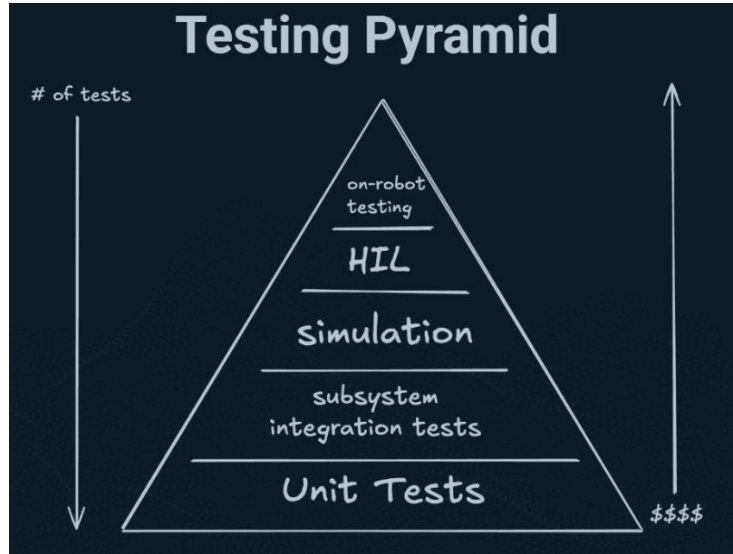 Testing Pyramid
# of tests
on-robot
testing
HIL
simulation
subsystem
integration tests
Unit Tests
$$$$